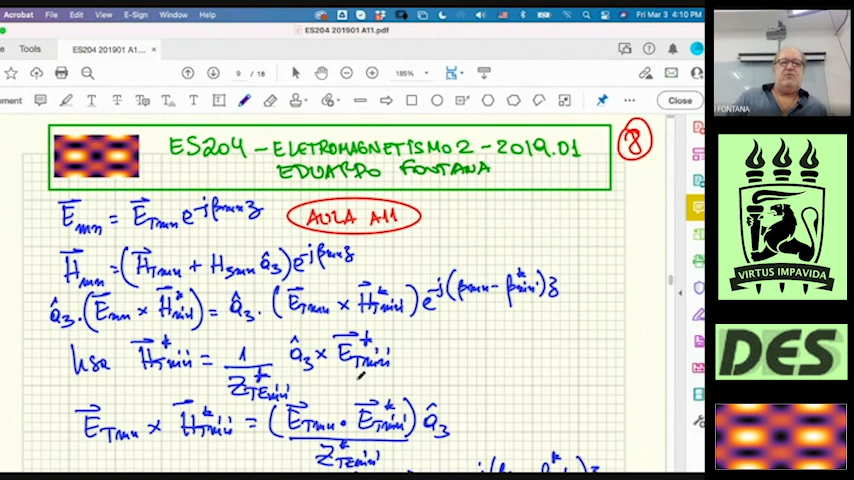 Acrobat File Edit View E-Sign Window Help Fri Mar 3 4:10 PM
ES204 201901 A11.pdf
Tools ES204 201901 A1... ×
9 / 18 185%
Close
ES204 – ELETROMAGNETISMO 2 – 2019.01
EDUARDO FONTANA
8
E⃗mn = E⃗Tmn e^-jβmn z
AULA A11
H⃗mn = (H⃗Tmn + H3mn â3) e^-jβmn z
â3 · (E⃗mn × H⃗*m'n') = â3 · (E⃗Tmn × H⃗*Tm'n') e^-j(βmn - β*m'n')z
Usa H⃗*Tm'n' = 1/Z*TEm'n' â3 × E⃗*Tm'n'
E⃗Tmn × H⃗*Tm'n' = (E⃗Tmn · E⃗*Tm'n')/Z*TEm'n' â3
FONTANA
VIRTUS IMPAVIDA
DES